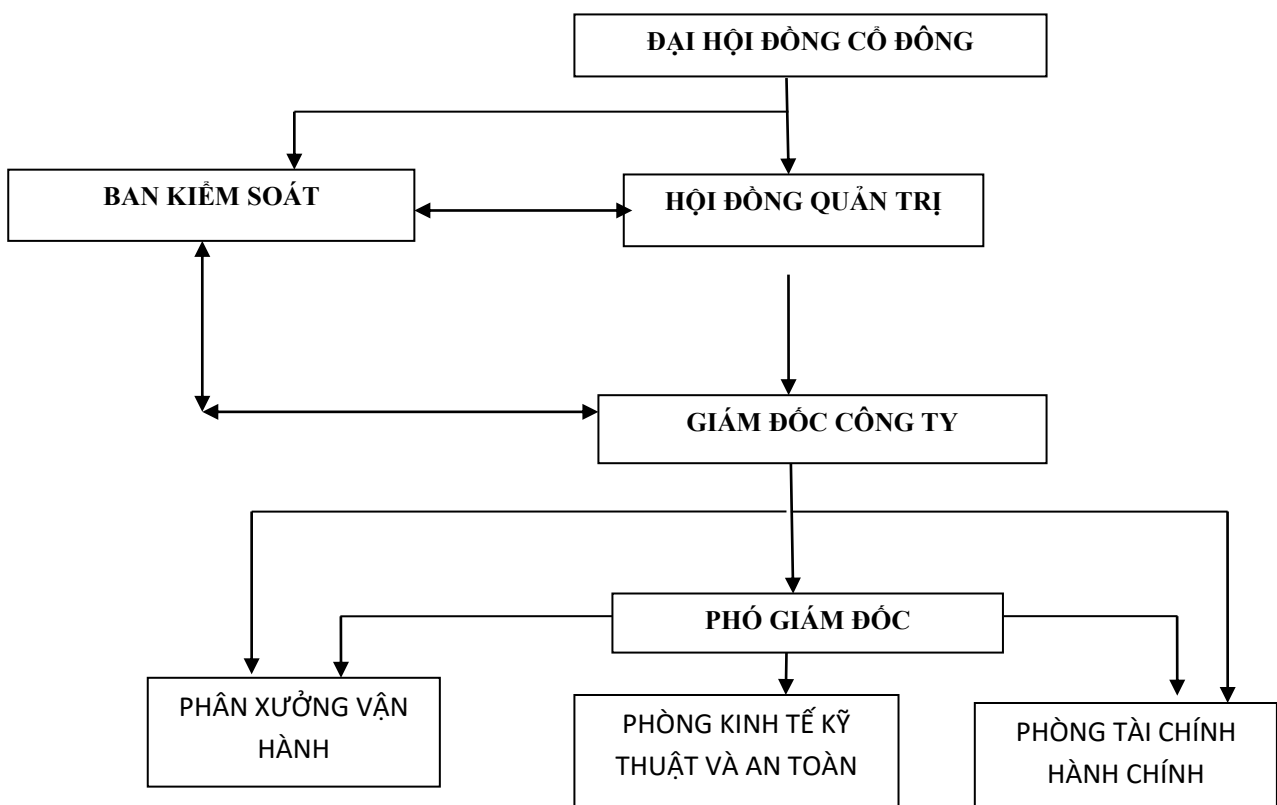 ĐẠI HỘI ĐỒNG CỔ ĐÔNG
BAN KIỂM SOÁT
HỘI ĐỒNG QUẢN TRỊ
GIÁM ĐỐC CÔNG TY
PHÓ GIÁM ĐỐC
PHÂN XƯỞNG VẬN
HÀNH
PHÒNG KINH TẾ KỸ
THUẬT VÀ AN TOÀN
PHÒNG TÀI CHÍNH
HÀNH CHÍNH